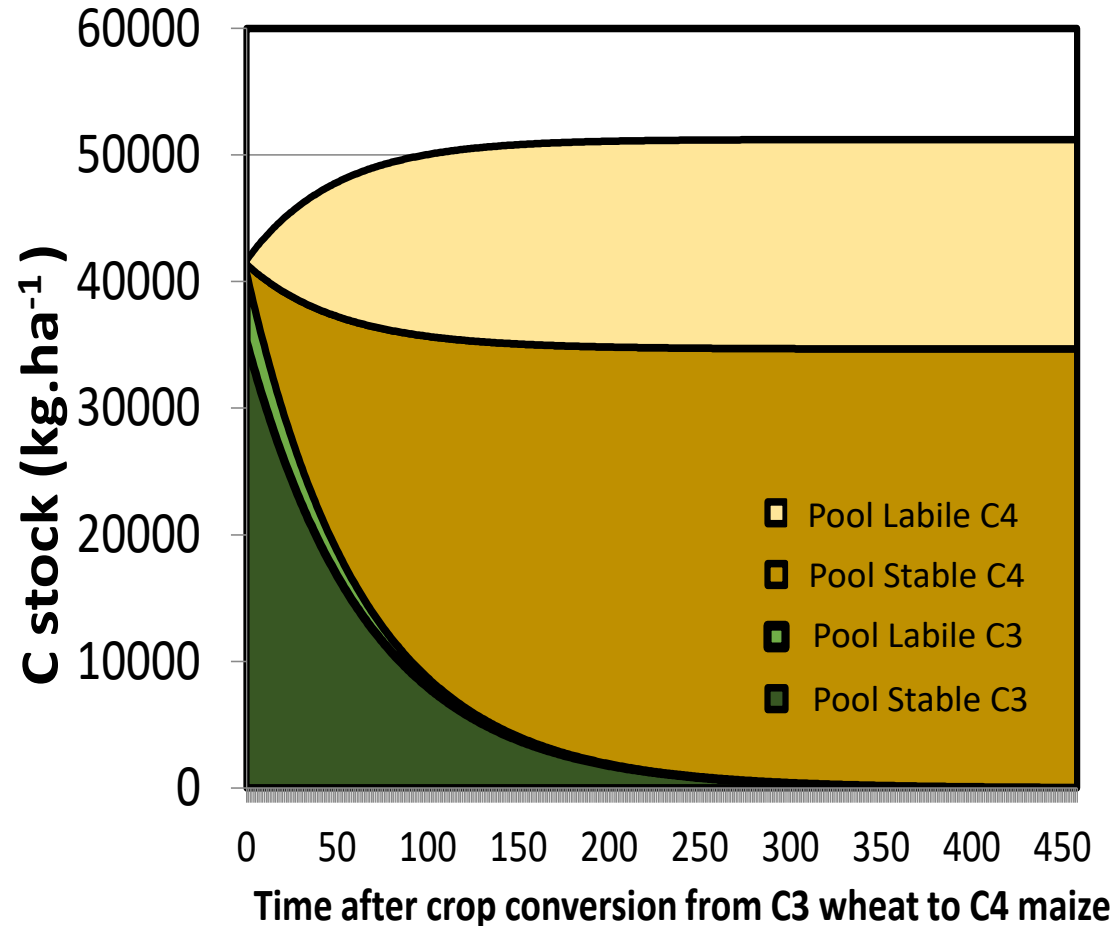 60000
50000
40000
30000
20000
10000
0
C stock (kg.ha⁻¹ )
Pool Labile C4
Pool Stable C4
Pool Labile C3
Pool Stable C3
0 50 100 150 200 250 300 350 400 450
Time after crop conversion from C3 wheat to C4 maize